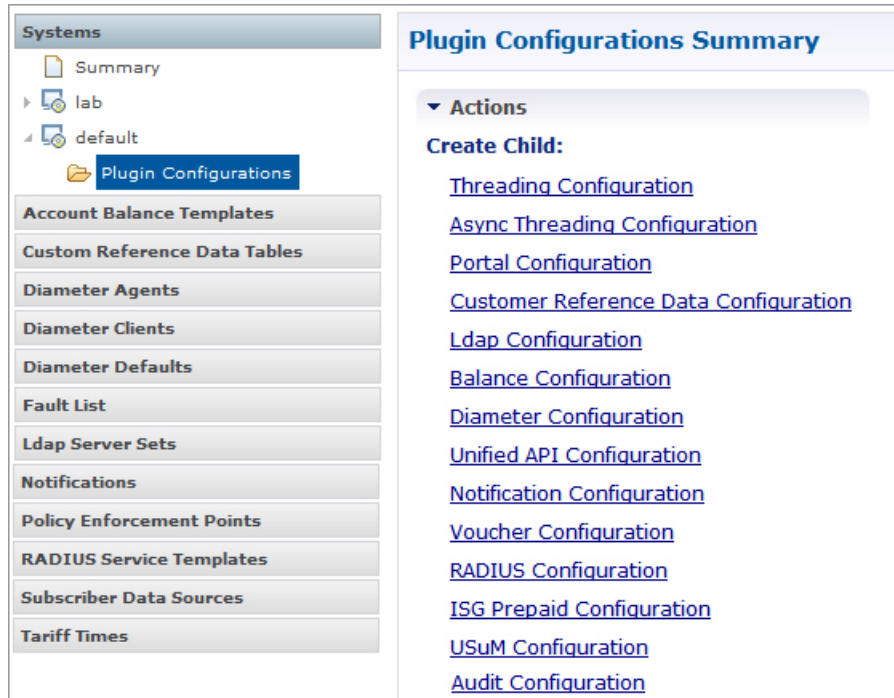 Systems
Summary
lab
default
Plugin Configurations
Account Balance Templates
Custom Reference Data Tables
Diameter Agents
Diameter Clients
Diameter Defaults
Fault List
Ldap Server Sets
Notifications
Policy Enforcement Points
RADIUS Service Templates
Subscriber Data Sources
Tariff Times
Plugin Configurations Summary
Actions
Create Child:
Threading Configuration
Async Threading Configuration
Portal Configuration
Customer Reference Data Configuration
Ldap Configuration
Balance Configuration
Diameter Configuration
Unified API Configuration
Notification Configuration
Voucher Configuration
RADIUS Configuration
ISG Prepaid Configuration
USuM Configuration
Audit Configuration